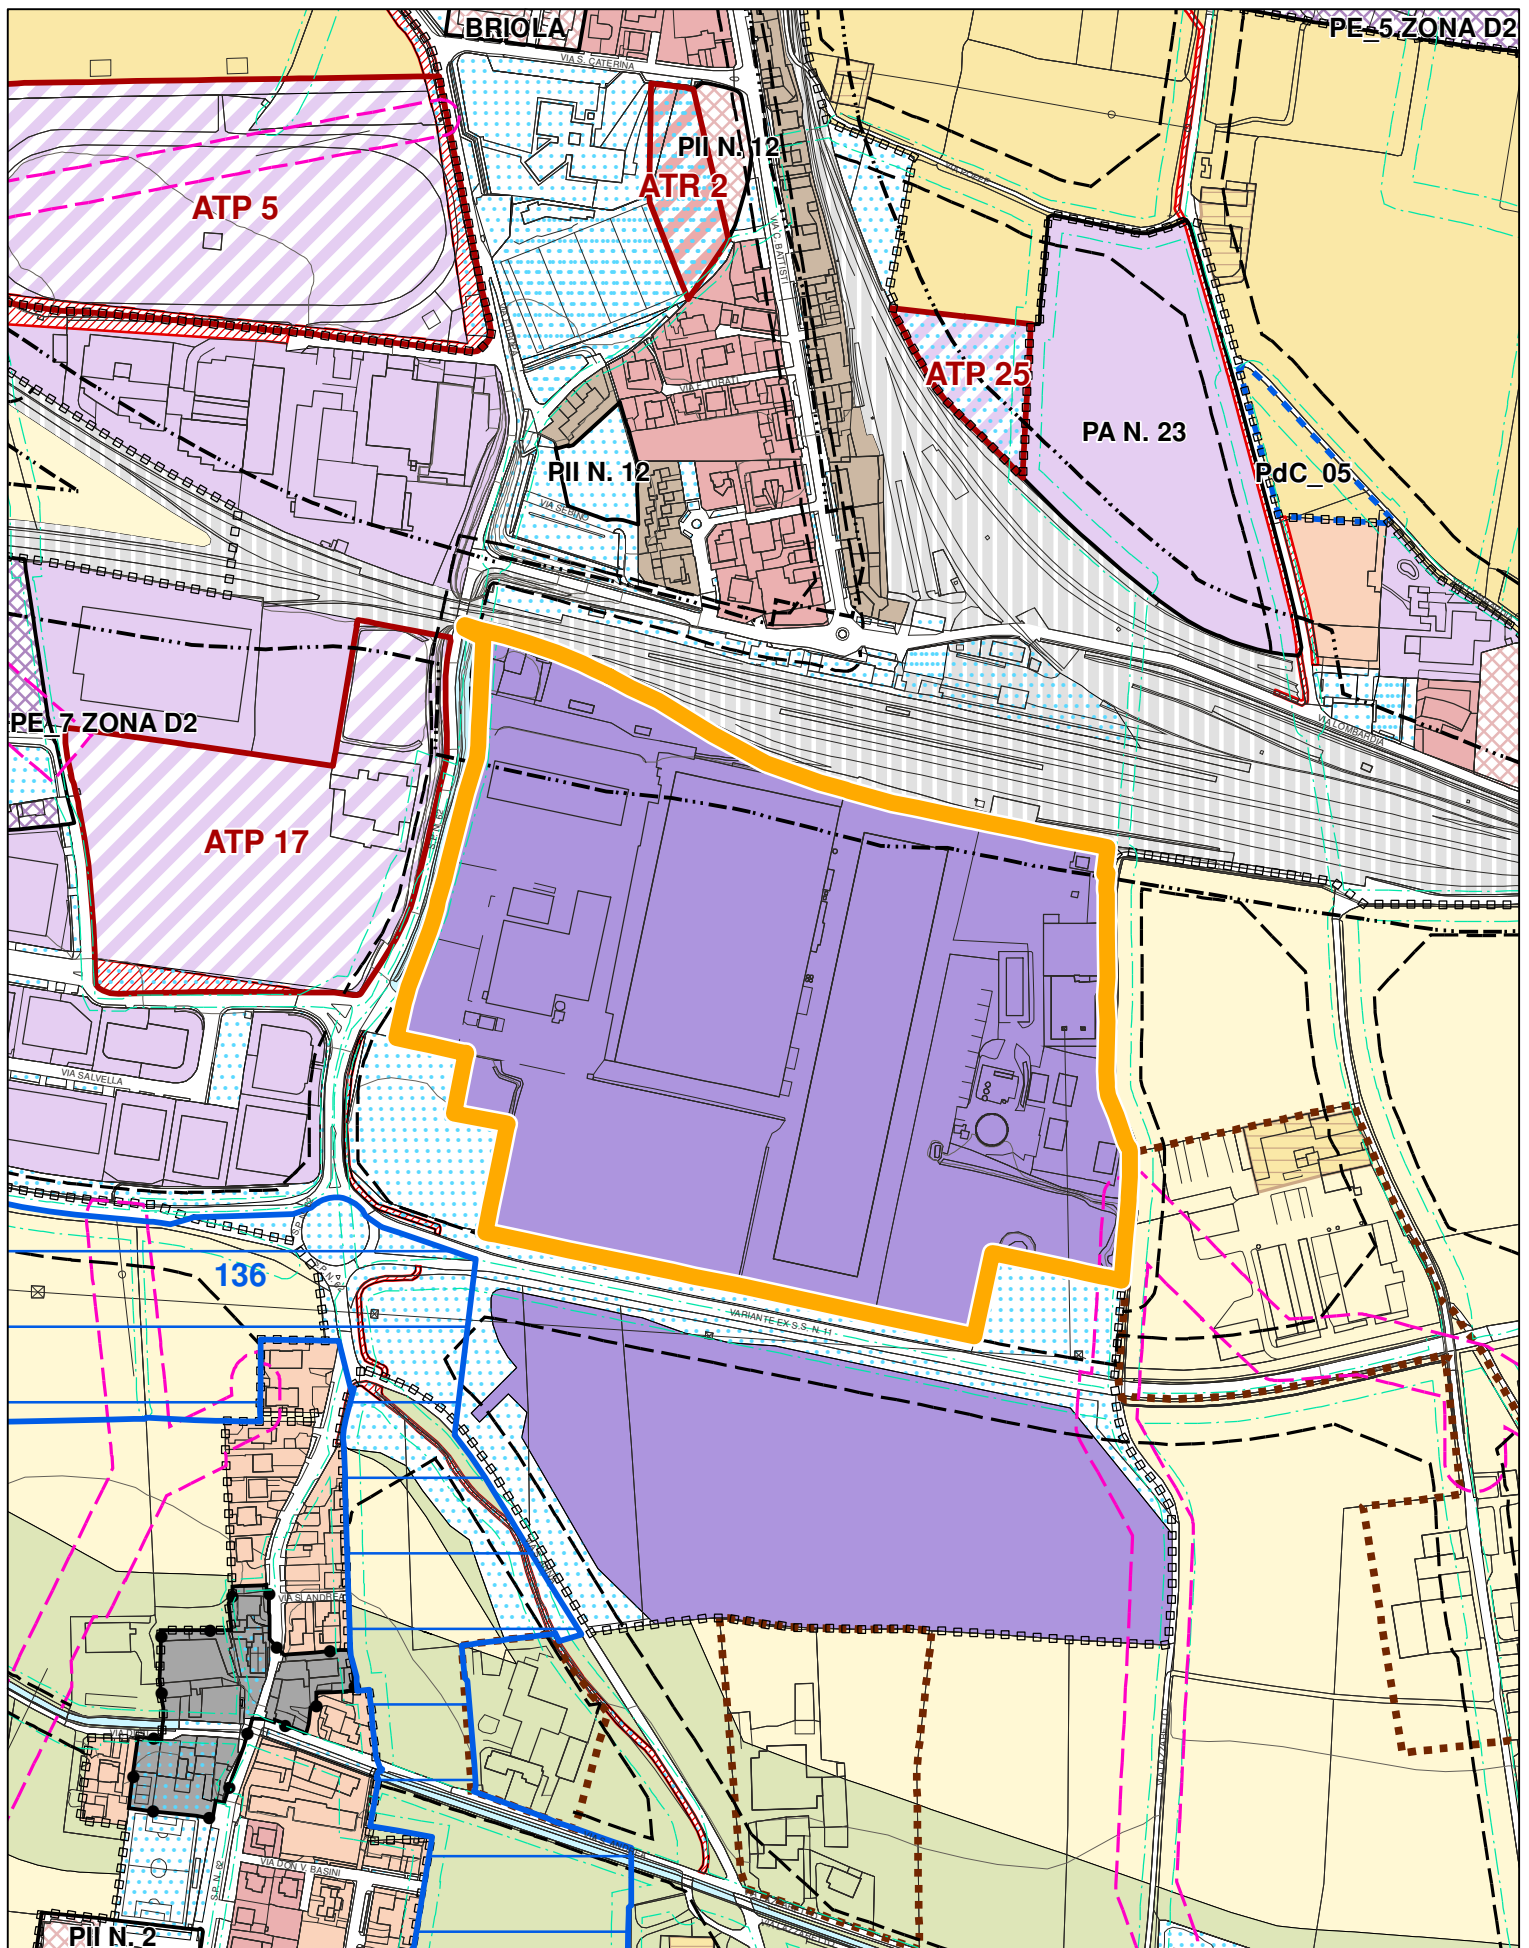 BRIOLA
PE_5 ZONA D2
VIA S. CATERINA
PII N. 12
ATR 2
ATP 5
VIA C. BATTISTI
ATP 25
VIA F. TURATI
PA N. 23
PII N. 12
PdC_05
VIA SEBINO
PE_7 ZONA D2
VIA LOMBARDIA
S.P. N. 62
ATP 17
VIA SALVELLA
136
VARIANTE EX S.S. N. 11
VIA S. ANDREA
VIA DON V. BASINI
S.P. N. 62
PII N. 2